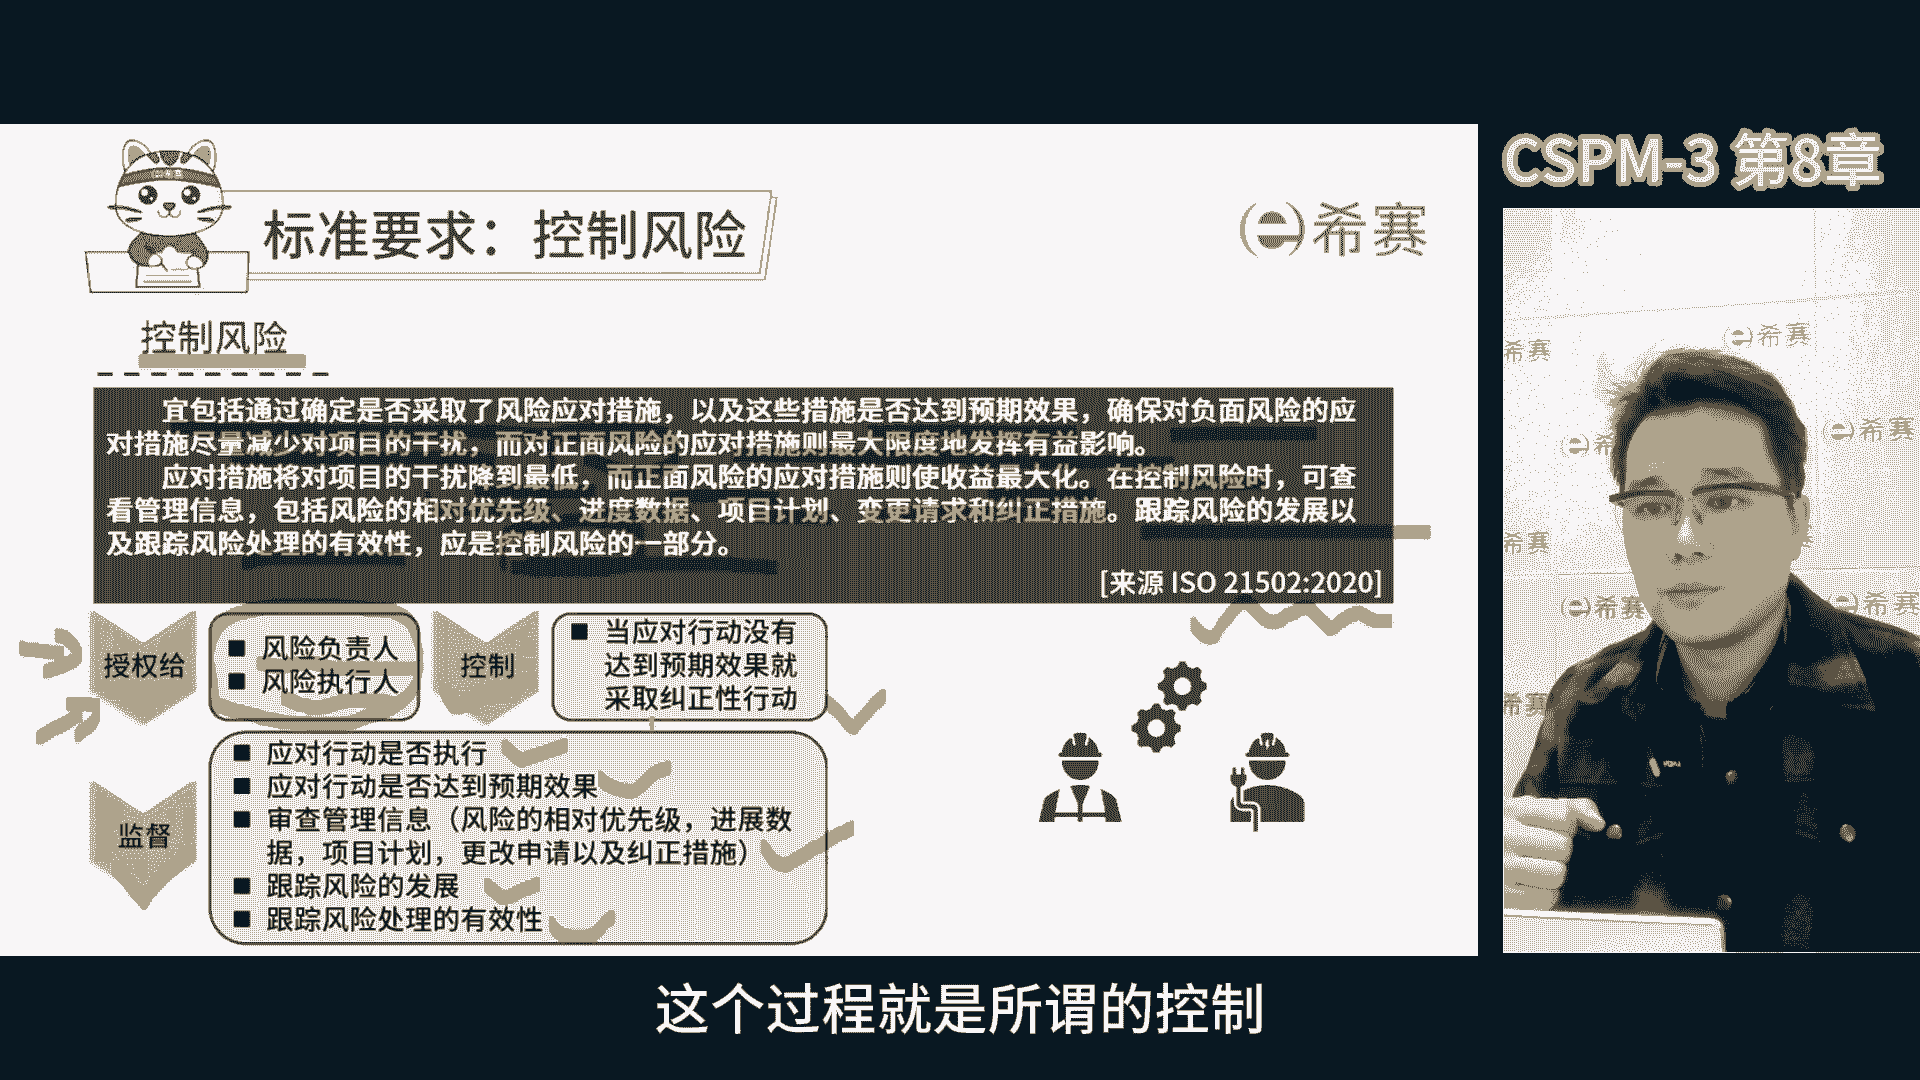 CSPM-3 第8章
标准要求：控制风险
希赛
控制风险
宜包括通过确定是否采取了风险应对措施，以及这些措施是否达到预期效果，确保对负面风险的应
对措施尽量减少对项目的干扰，而对正面风险的应对措施则最大限度地发挥有益影响。
应对措施将对项目的干扰降到最低，而正面风险的应对措施则使收益最大化。在控制风险时，可查
看管理信息，包括风险的相对优先级、进度数据、项目计划、变更请求和纠正措施。跟踪风险的发展以
及跟踪风险处理的有效性，应是控制风险的一部分。
[来源 ISO 21502:2020]
授权给
■ 风险负责人
■ 风险执行人
控制
■ 当应对行动没有
达到预期效果就
采取纠正性行动
监督
■ 应对行动是否执行
■ 应对行动是否达到预期效果
■ 审查管理信息（风险的相对优先级，进展数
据，项目计划，更改申请以及纠正措施）
■ 跟踪风险的发展
■ 跟踪风险处理的有效性
希赛
希赛
希赛
希赛
希赛
希赛
希赛
这个过程就是所谓的控制